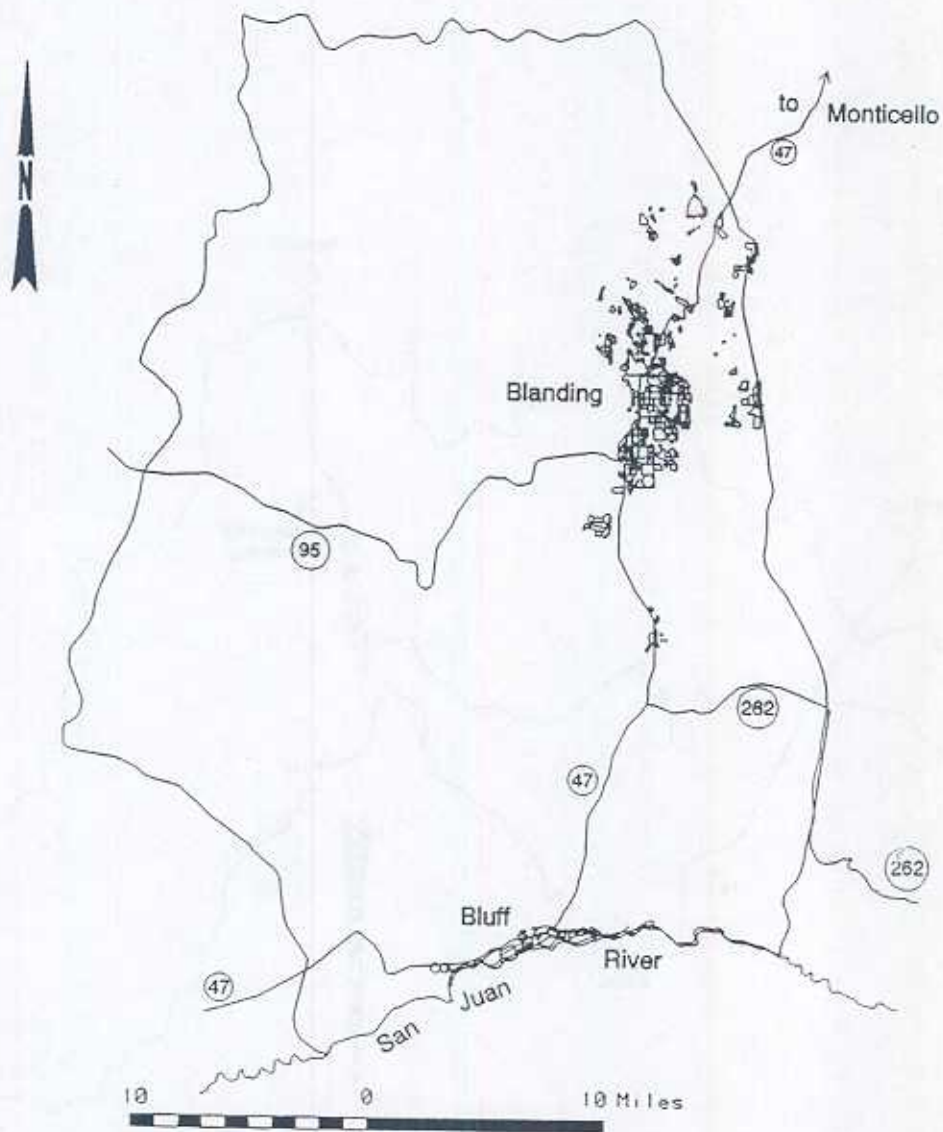 to
Monticello
47
N
Blanding
95
262
47
262
Bluff
River
47
Juan
San
10 0 10 Miles